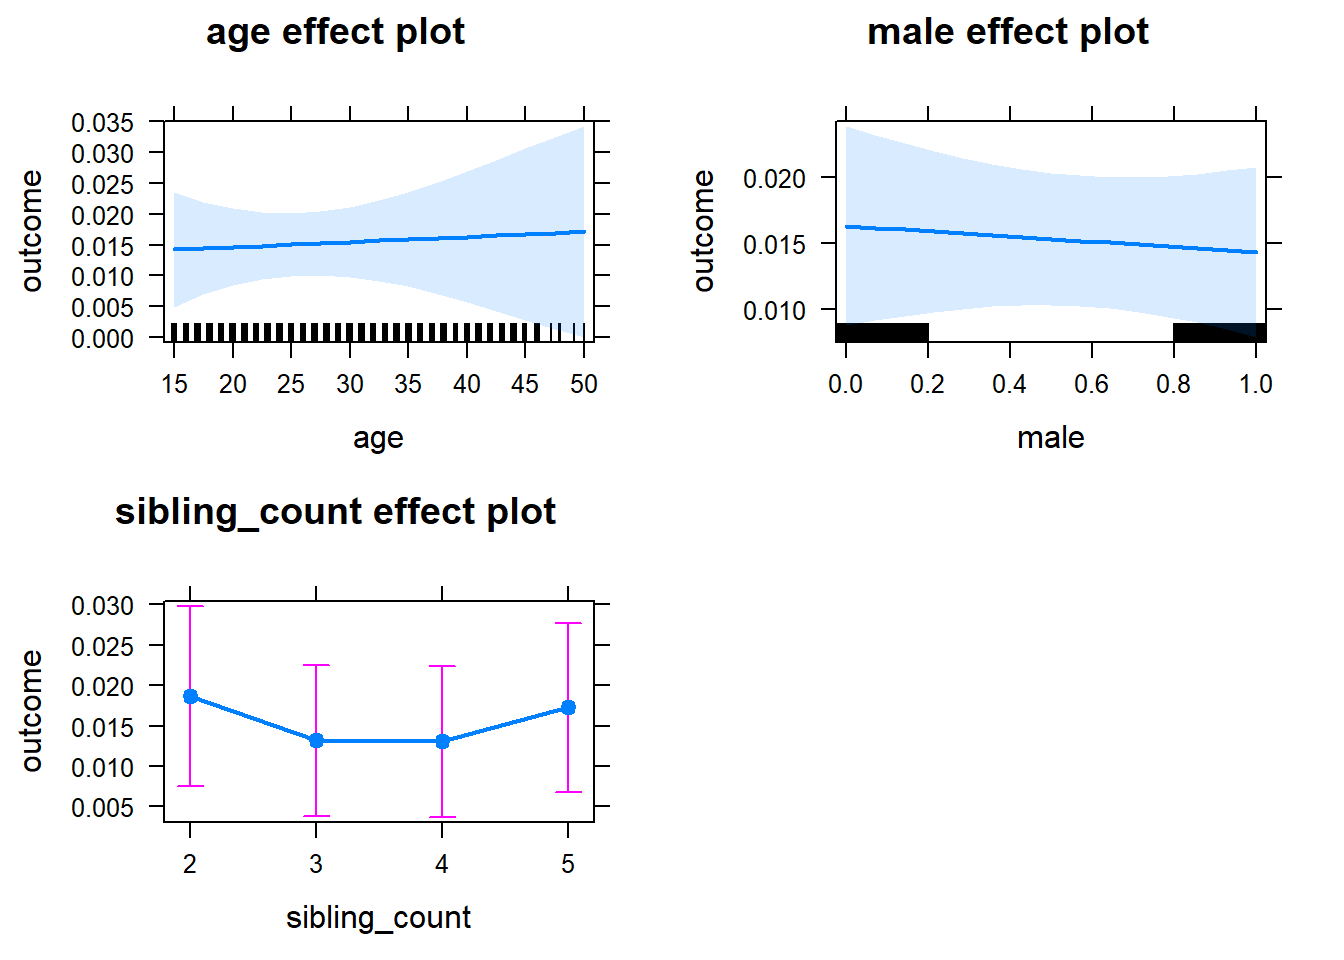 age effect plot
outcome
0.035
0.030
0.025
0.020
0.015
0.010
0.005
0.000
15 20 25 30 35 40 45 50
age
male effect plot
outcome
0.020
0.015
0.010
0.0 0.2 0.4 0.6 0.8 1.0
male
sibling_count effect plot
outcome
0.030
0.025
0.020
0.015
0.010
0.005
2 3 4 5
sibling_count